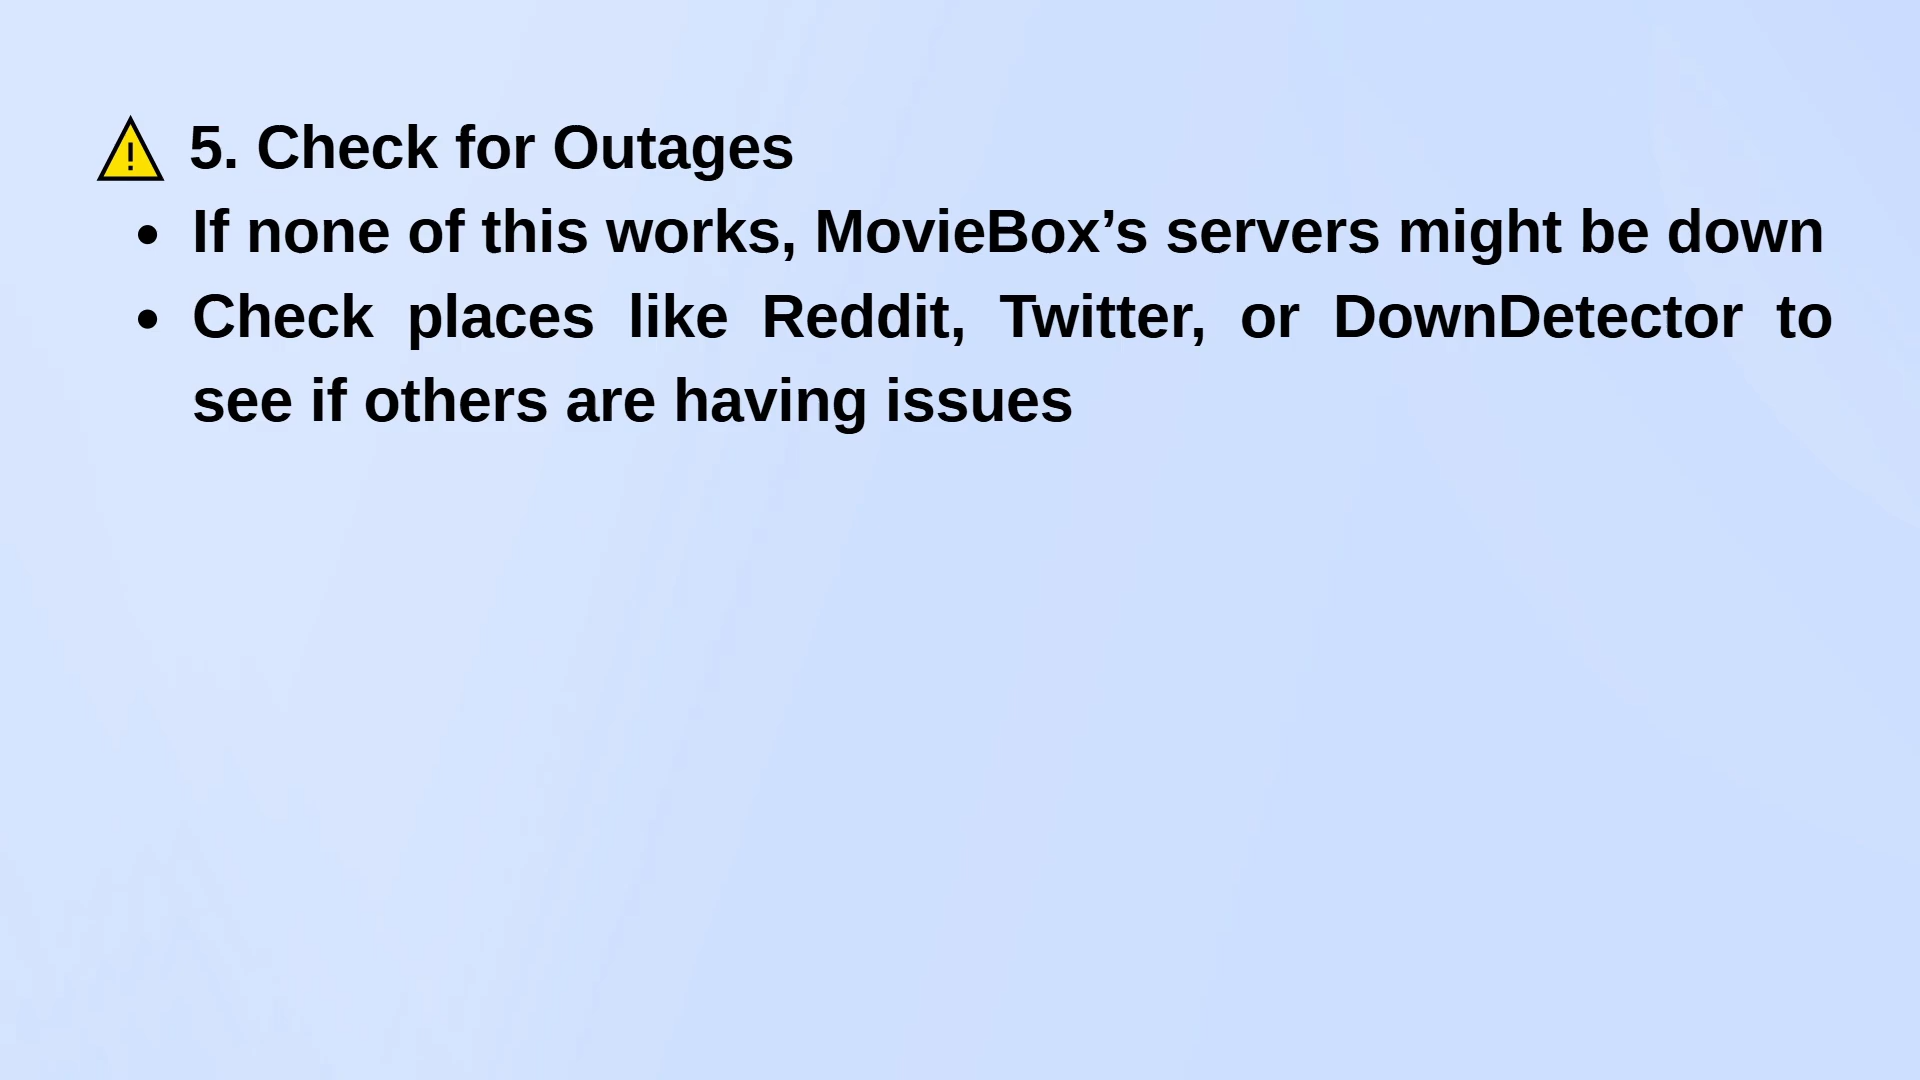 ⚠ 5. Check for Outages
• If none of this works, MovieBox’s servers might be down
• Check places like Reddit, Twitter, or DownDetector to
see if others are having issues